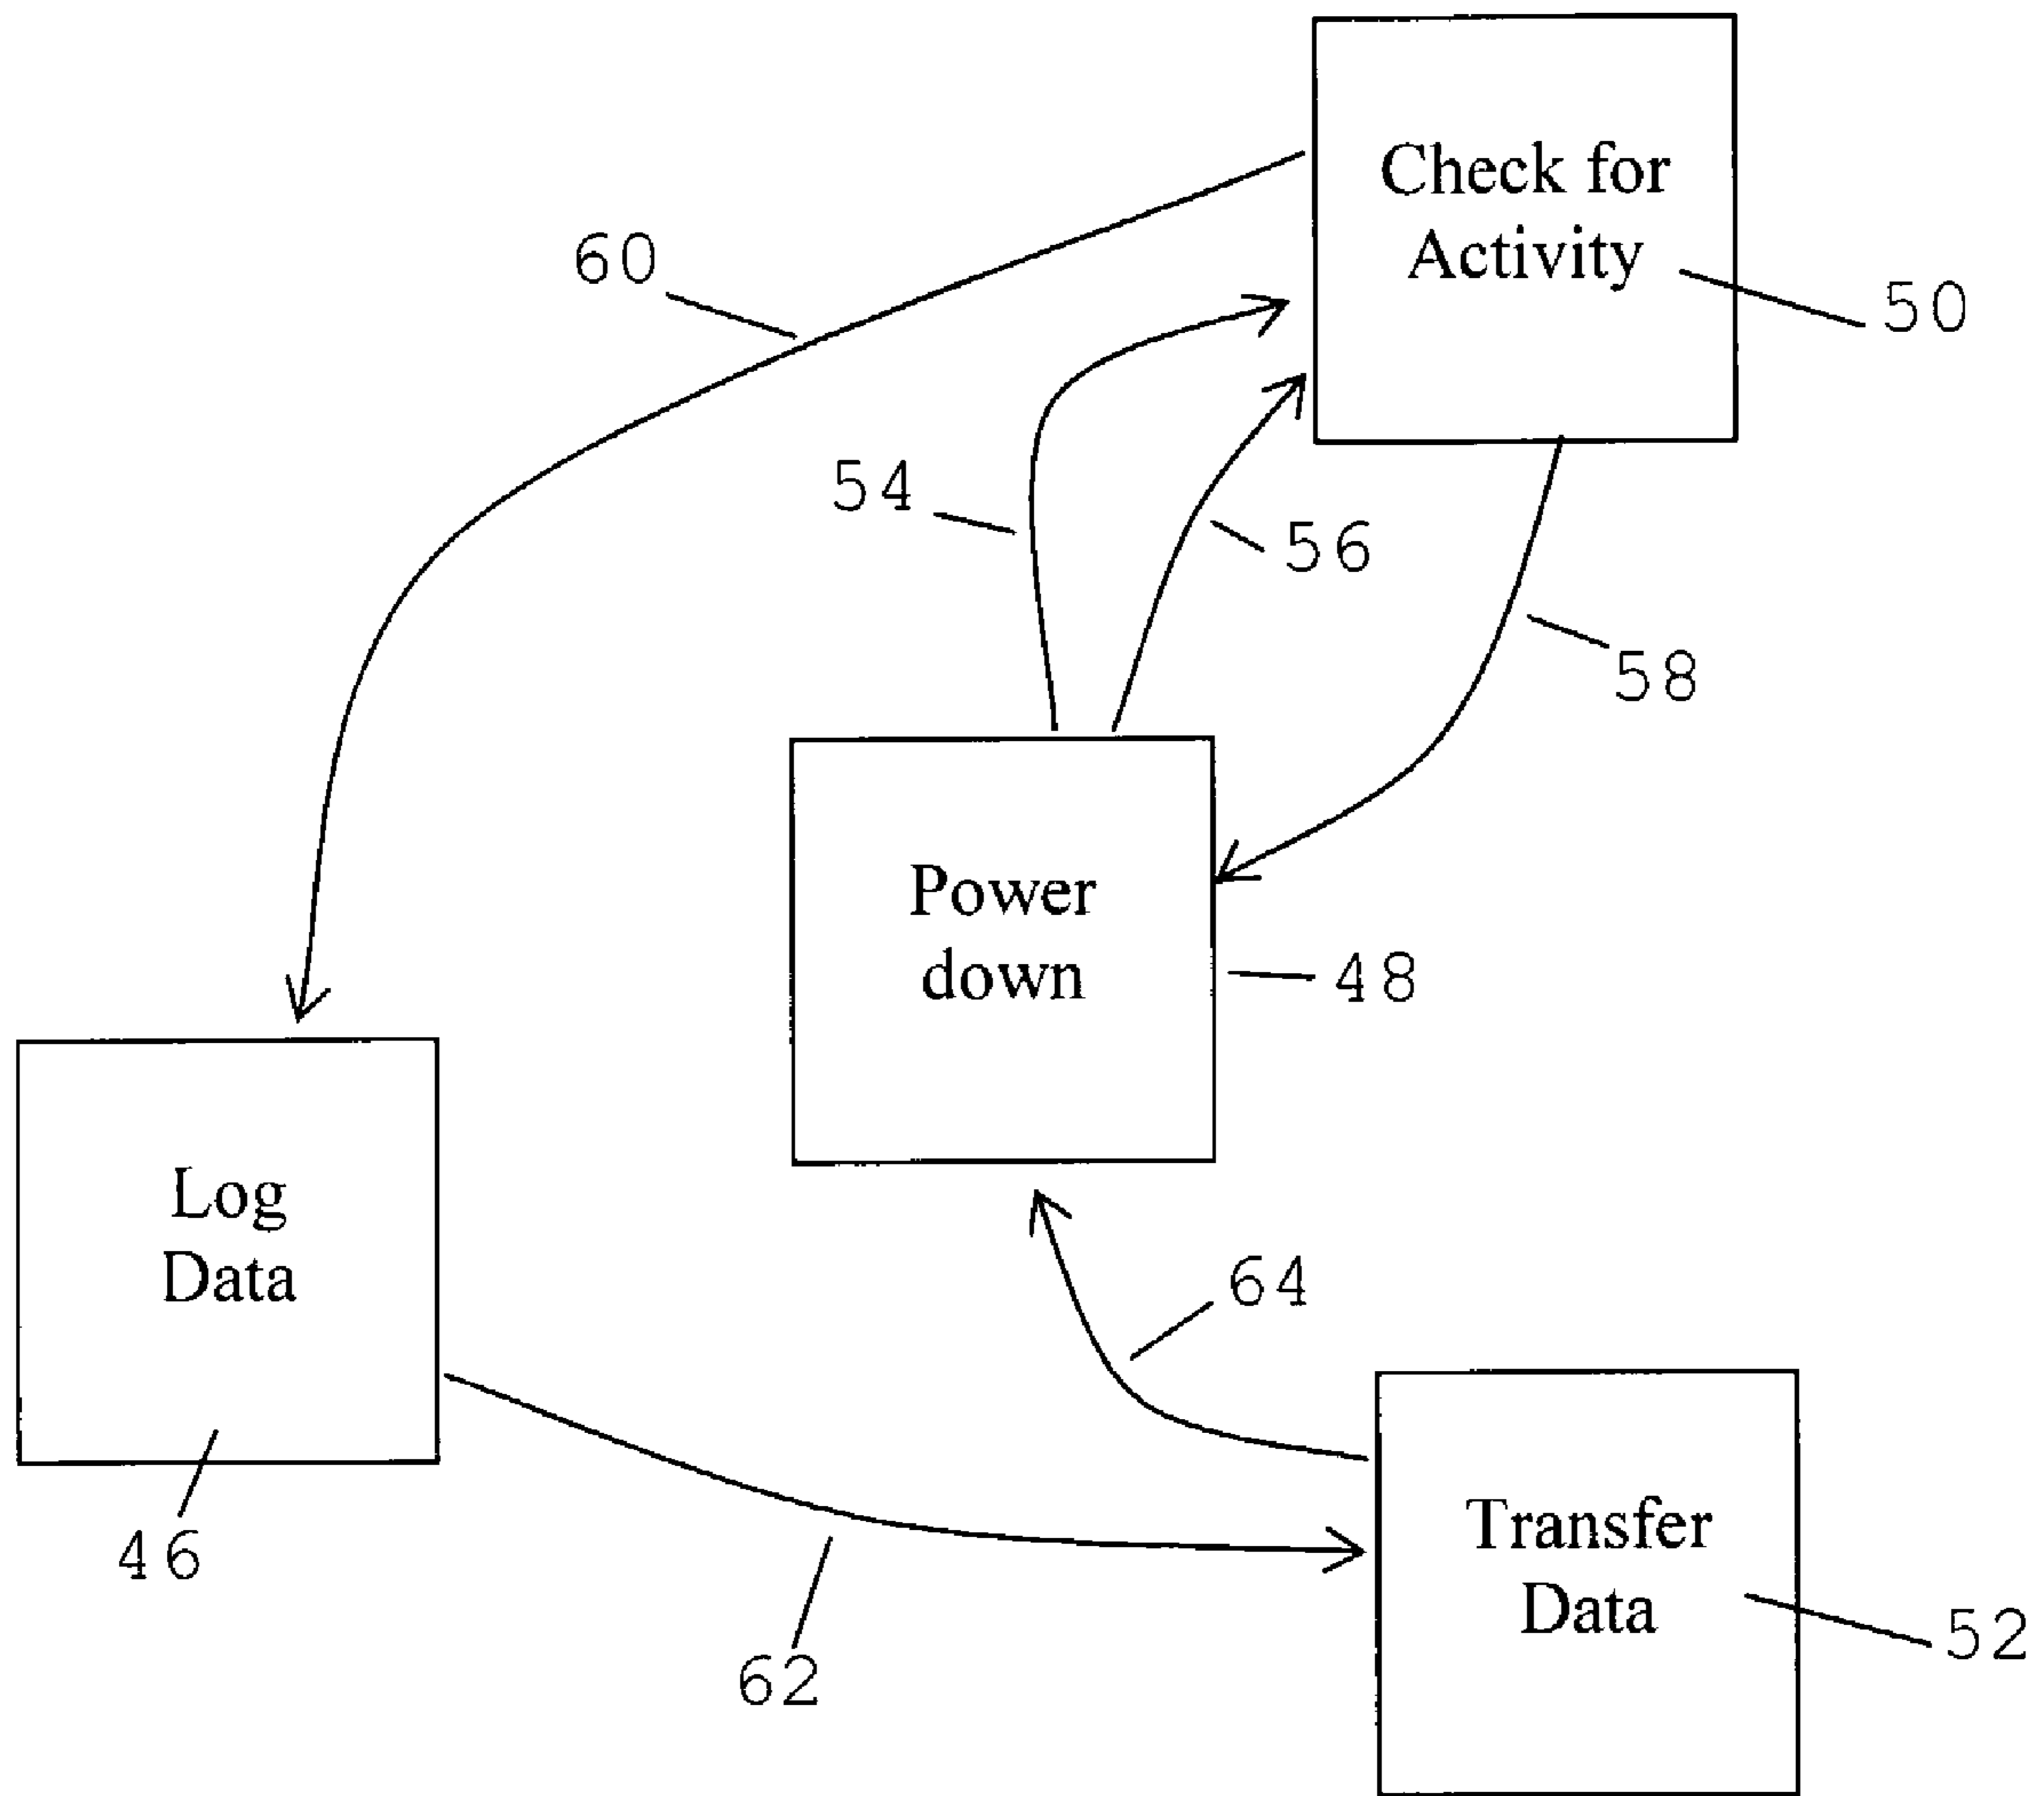 Check for
Activity
60
50
54
56
58
Power
down
48
Log
Data
64
Transfer
Data
46
52
62